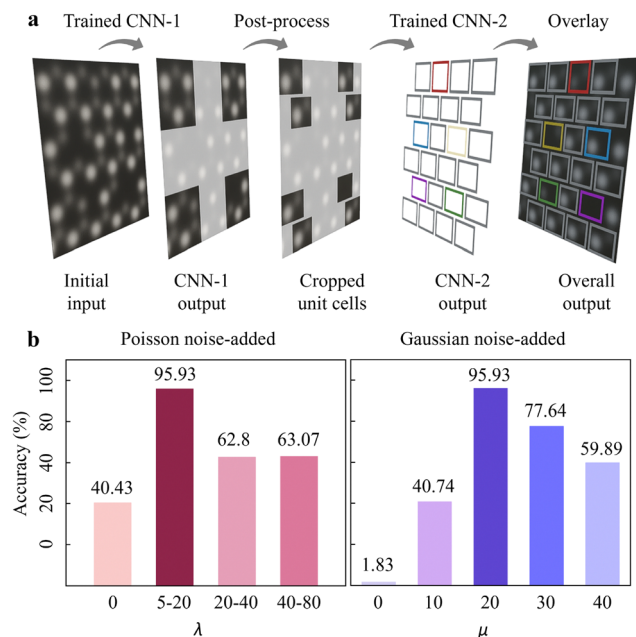 a
Trained CNN-1
Post-process
Trained CNN-2
Overlay
Initial
input
CNN-1
output
Cropped
unit cells
CNN-2
output
Overall
output
b
Poisson noise-added
Accuracy (%)
100
80
60
40
20
0
40.43
95.93
62.8
63.07
0
5-20
20-40
40-80
λ
Gaussian noise-added
1.83
40.74
95.93
77.64
59.89
0
10
20
30
40
μ